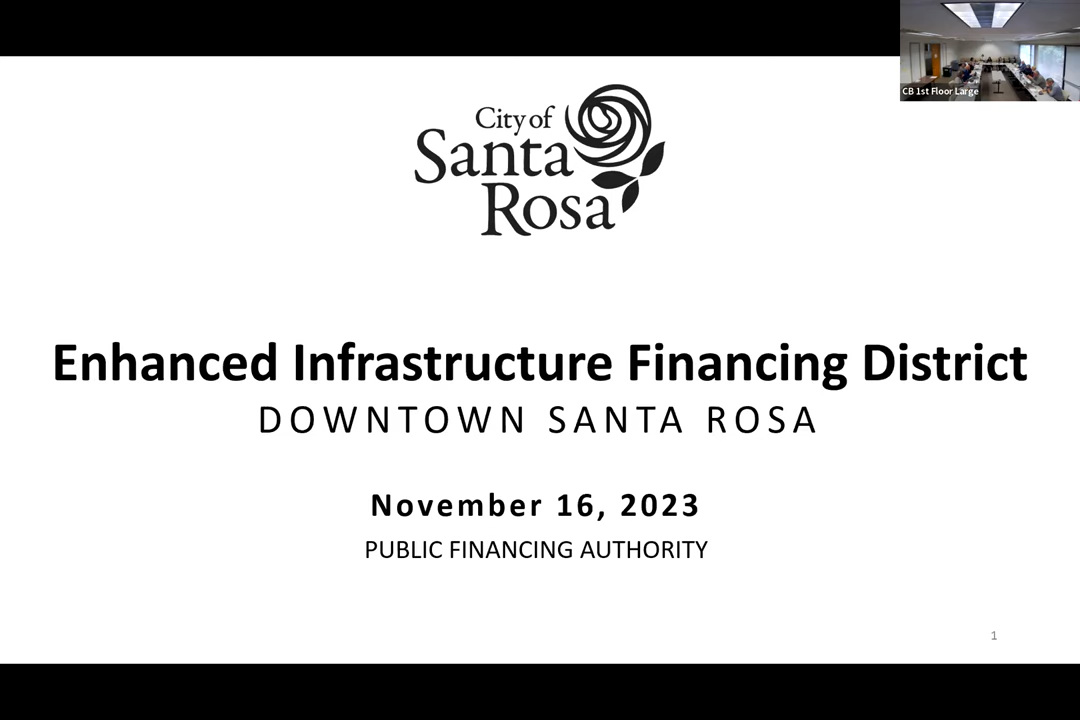 City of
Santa
Rosa
CB 1st Floor Large
Enhanced Infrastructure Financing District
DOWNTOWN SANTA ROSA
November 16, 2023
PUBLIC FINANCING AUTHORITY
1